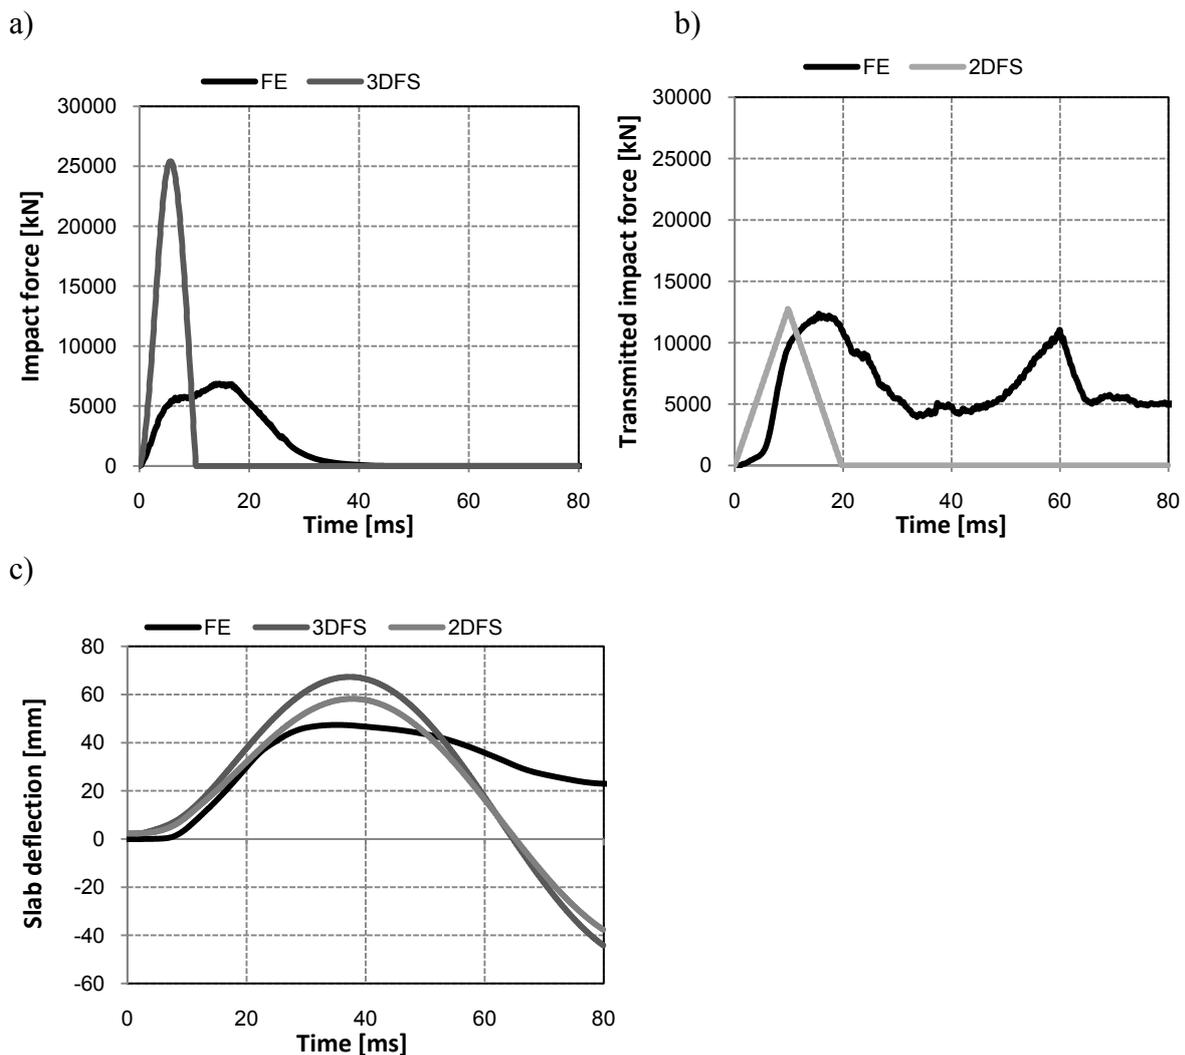 a)
FE 3DFS
30000
25000
20000
15000
10000
5000
0
0 20 40 60 80
Impact force [kN]
Time [ms]
b)
FE 2DFS
30000
25000
20000
15000
10000
5000
0
0 20 40 60 80
Transmitted impact force [kN]
Time [ms]
c)
FE 3DFS 2DFS
80
60
40
20
0
-20
-40
-60
0 20 40 60 80
Slab deflection [mm]
Time [ms]